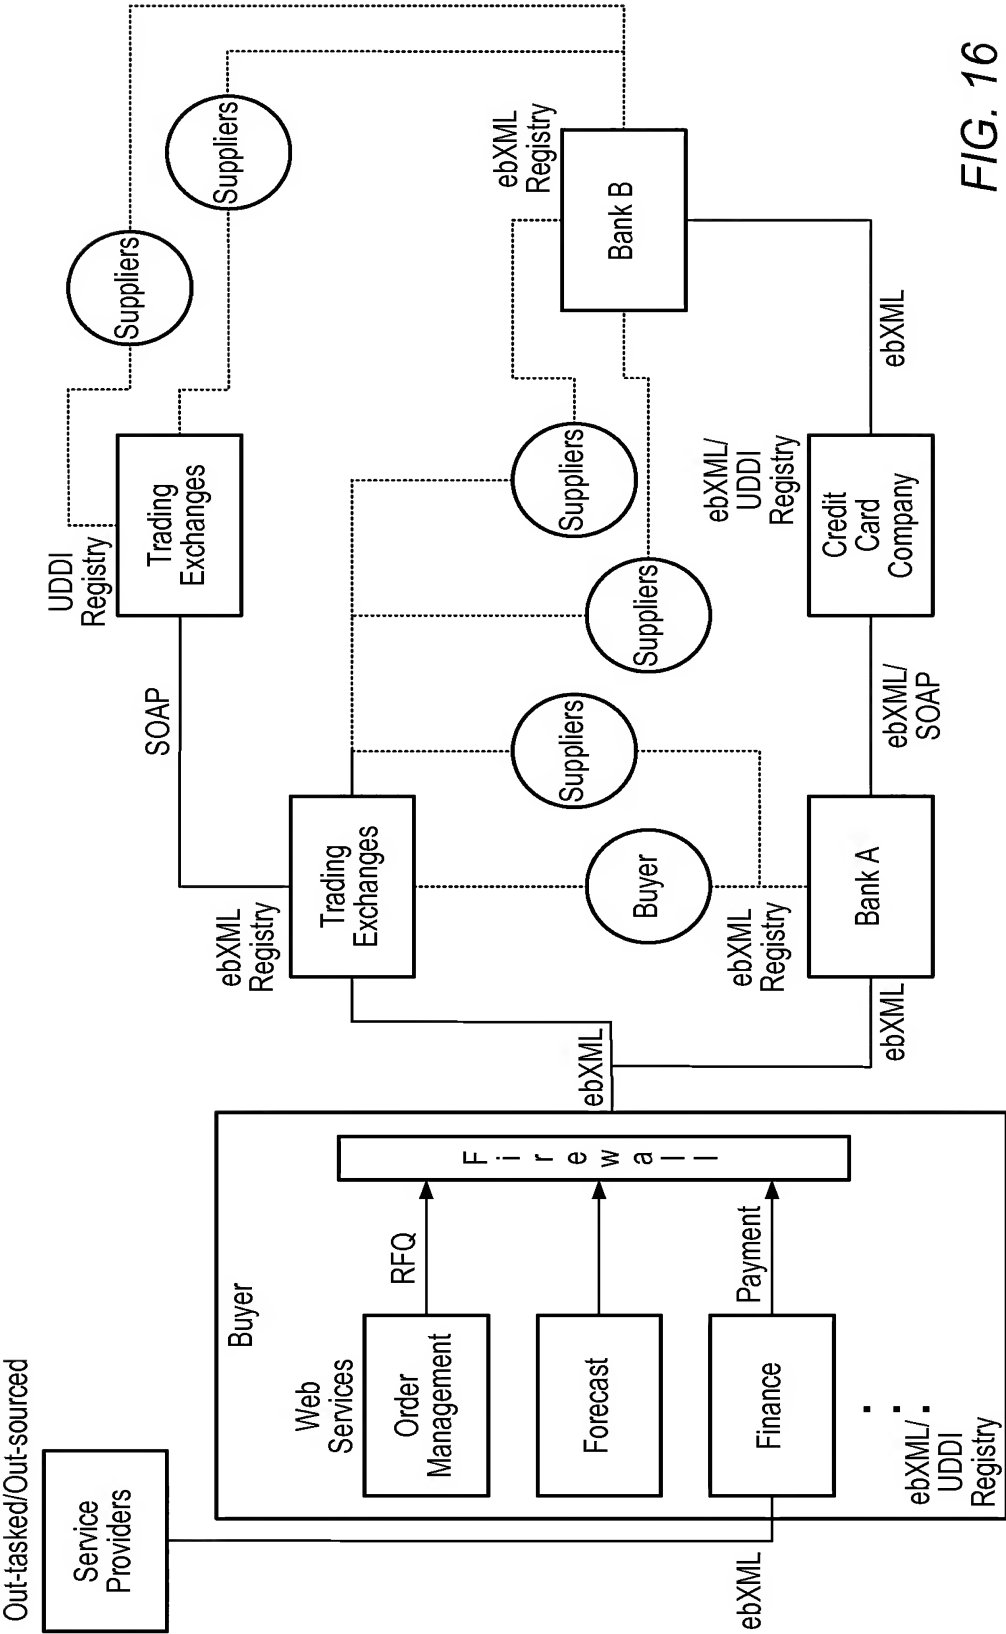 Out-tasked/Out-sourced
Service
Providers
ebXML
Buyer
Web
Services
Order
Management
RFQ
Forecast
Finance
Payment
ebXML/
UDDI
Registry
Firewall
ebXML
ebXML
ebXML
Registry
Trading
Exchanges
SOAP
UDDI
Registry
Trading
Exchanges
Suppliers
Suppliers
Buyer
Suppliers
Suppliers
Suppliers
ebXML
Registry
Bank A
ebXML/
SOAP
ebXML/
UDDI
Registry
Credit
Card
Company
ebXML
ebXML
Registry
Bank B
FIG. 16